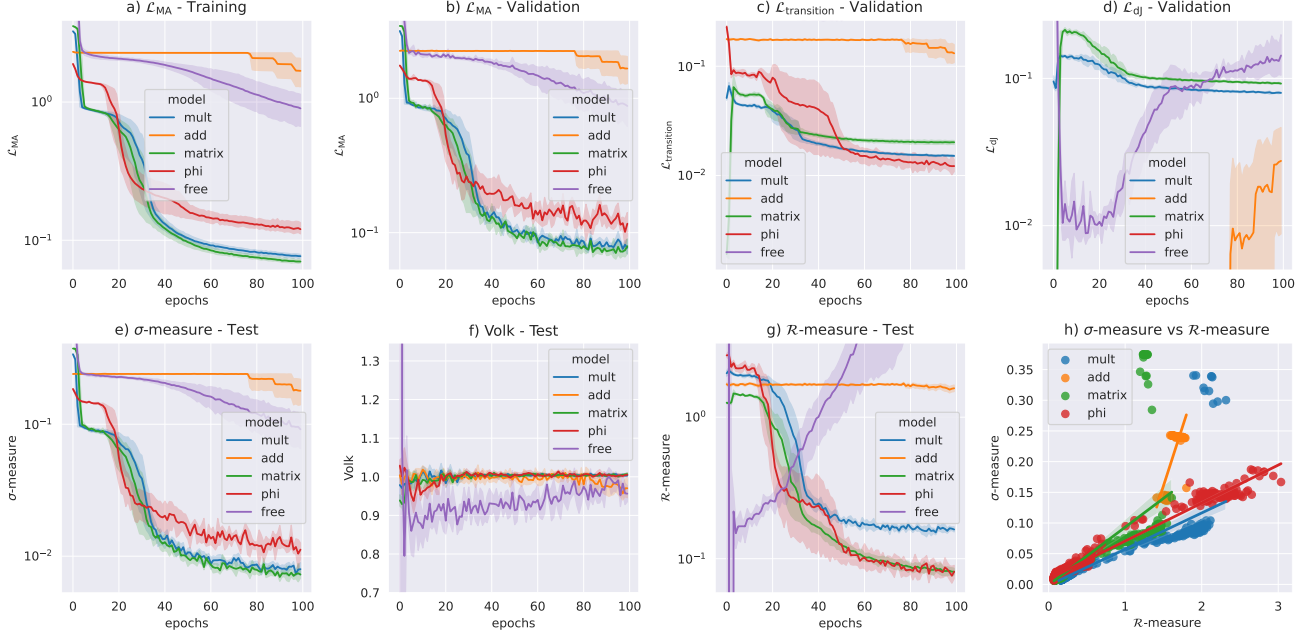 a) ℒMA - Training
ℒMA
10⁰
10⁻¹
0 20 40 60 80 100
epochs
model
mult
add
matrix
phi
free
b) ℒMA - Validation
ℒMA
10⁰
10⁻¹
0 20 40 60 80 100
epochs
model
mult
add
matrix
phi
free
c) ℒtransition - Validation
ℒtransition
10⁻¹
10⁻²
0 20 40 60 80 100
epochs
model
mult
add
matrix
phi
free
d) ℒdJ - Validation
ℒdJ
10⁻¹
10⁻²
0 20 40 60 80 100
epochs
model
mult
add
matrix
phi
free
e) σ-measure - Test
σ-measure
10⁻¹
10⁻²
0 20 40 60 80 100
epochs
model
mult
add
matrix
phi
free
f) Volk - Test
Volk
1.3
1.2
1.1
1.0
0.9
0.8
0.7
0 20 40 60 80 100
epochs
model
mult
add
matrix
phi
free
g) ℛ-measure - Test
ℛ-measure
10⁰
10⁻¹
0 20 40 60 80 100
epochs
model
mult
add
matrix
phi
free
h) σ-measure vs ℛ-measure
σ-measure
0.35
0.30
0.25
0.20
0.15
0.10
0.05
0.00
0 1 2 3
ℛ-measure
mult
add
matrix
phi